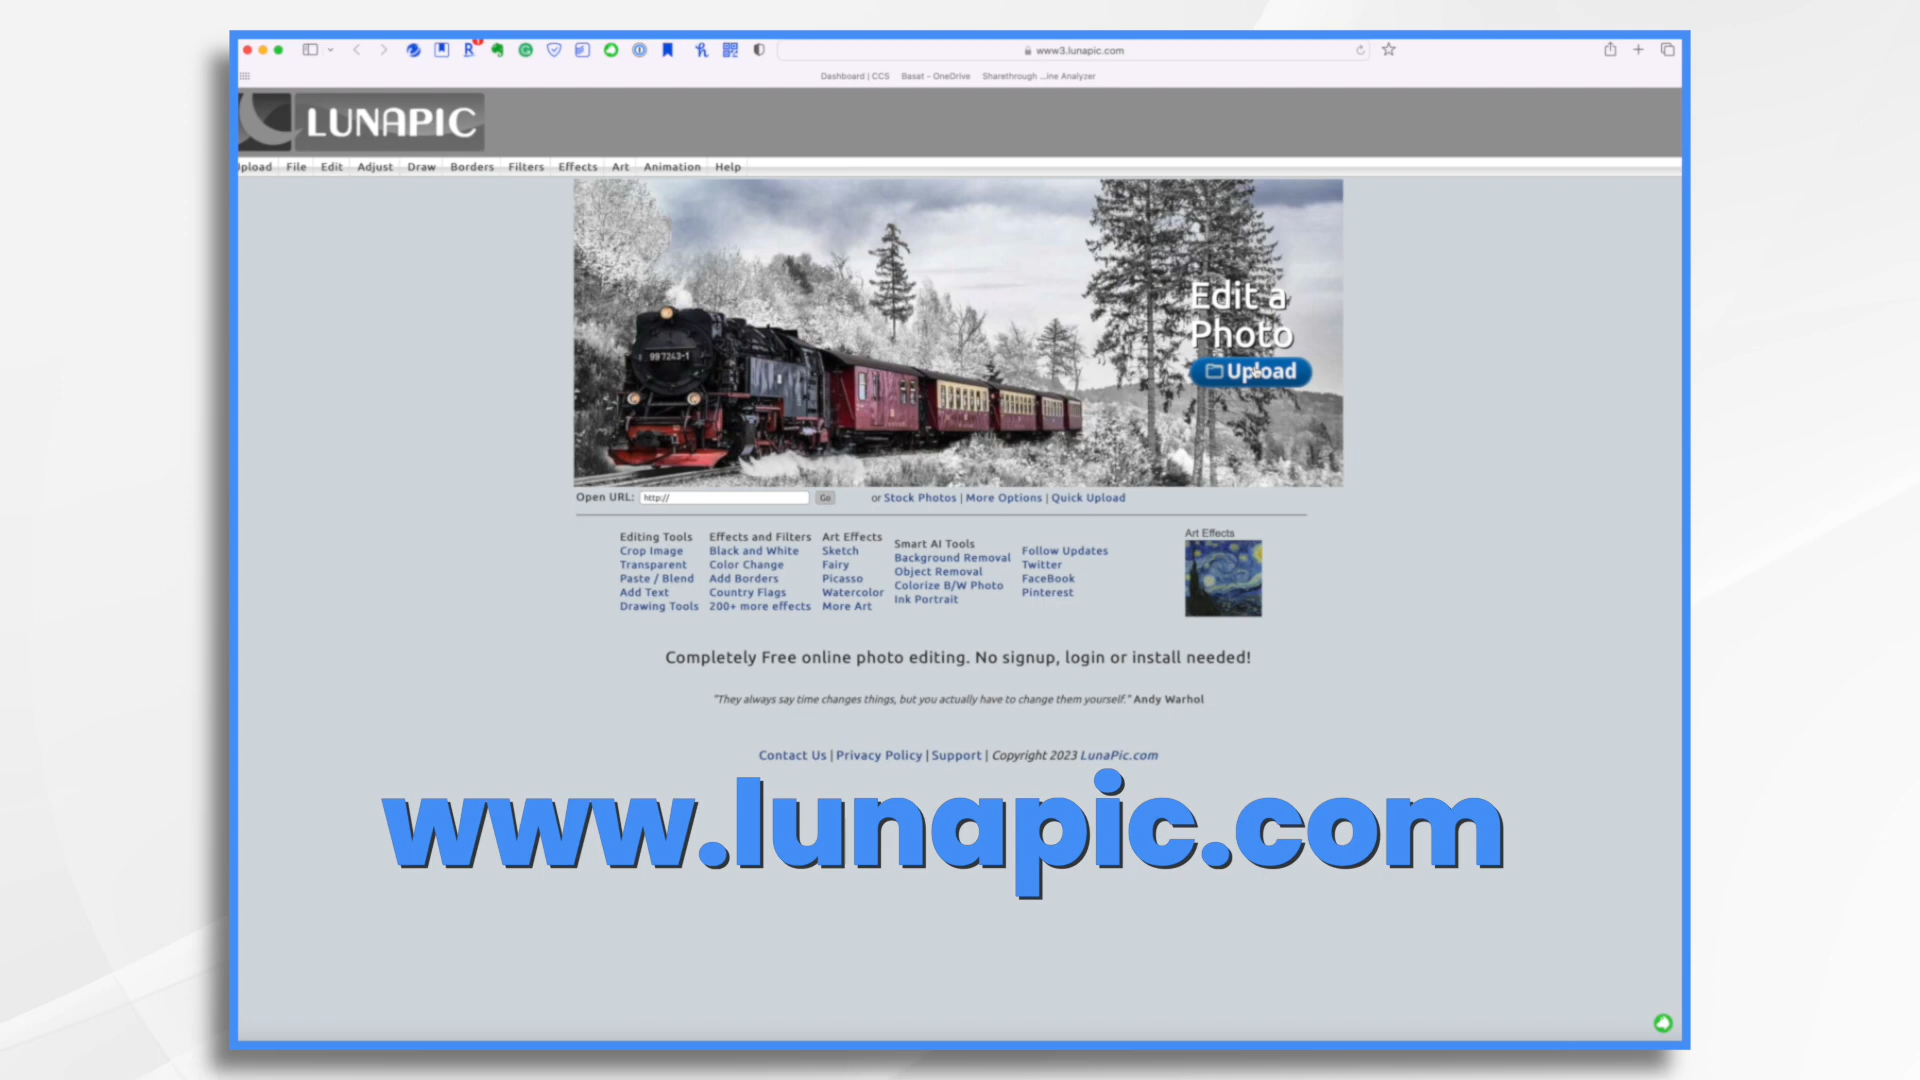 www3.lunapic.com
Dashboard | CCS Basat - OneDrive Sharethrough ...ine Analyzer
LUNAPIC
Upload File Edit Adjust Draw Borders Filters Effects Art Animation Help
99 7243-1
Edit a
Photo
Upload
Open URL: http:// Go or Stock Photos | More Options | Quick Upload
Editing Tools
Crop Image
Transparent
Paste / Blend
Add Text
Drawing Tools
Effects and Filters
Black and White
Color Change
Add Borders
Country Flags
200+ more effects
Art Effects
Sketch
Fairy
Picasso
Watercolor
More Art
Smart AI Tools
Background Removal
Object Removal
Colorize B/W Photo
Ink Portrait
Follow Updates
Twitter
FaceBook
Pinterest
Art Effects
Completely Free online photo editing. No signup, login or install needed!
"They always say time changes things, but you actually have to change them yourself." Andy Warhol
Contact Us | Privacy Policy | Support | Copyright 2023 LunaPic.com
www.lunapic.com